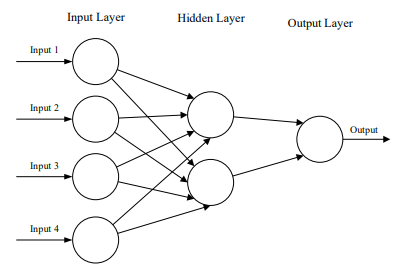 Input Layer
Hidden Layer
Output Layer
Input 1
Input 2
Input 3
Input 4
Output